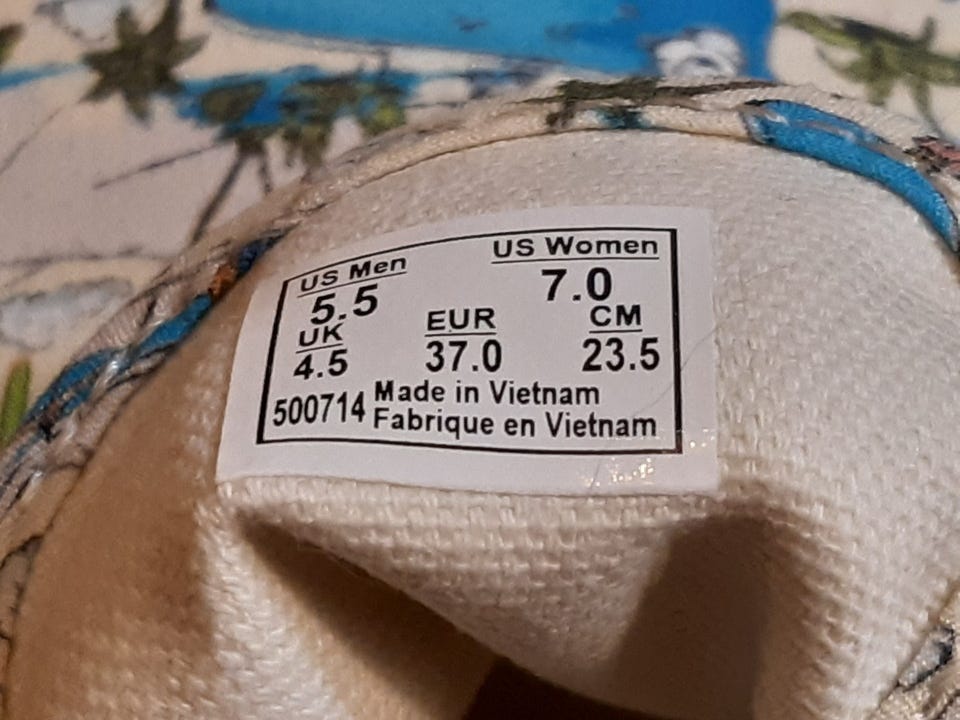 US Men US Women
5.5 7.0
UK EUR CM
4.5 37.0 23.5
500714 Made in Vietnam
Fabrique en Vietnam